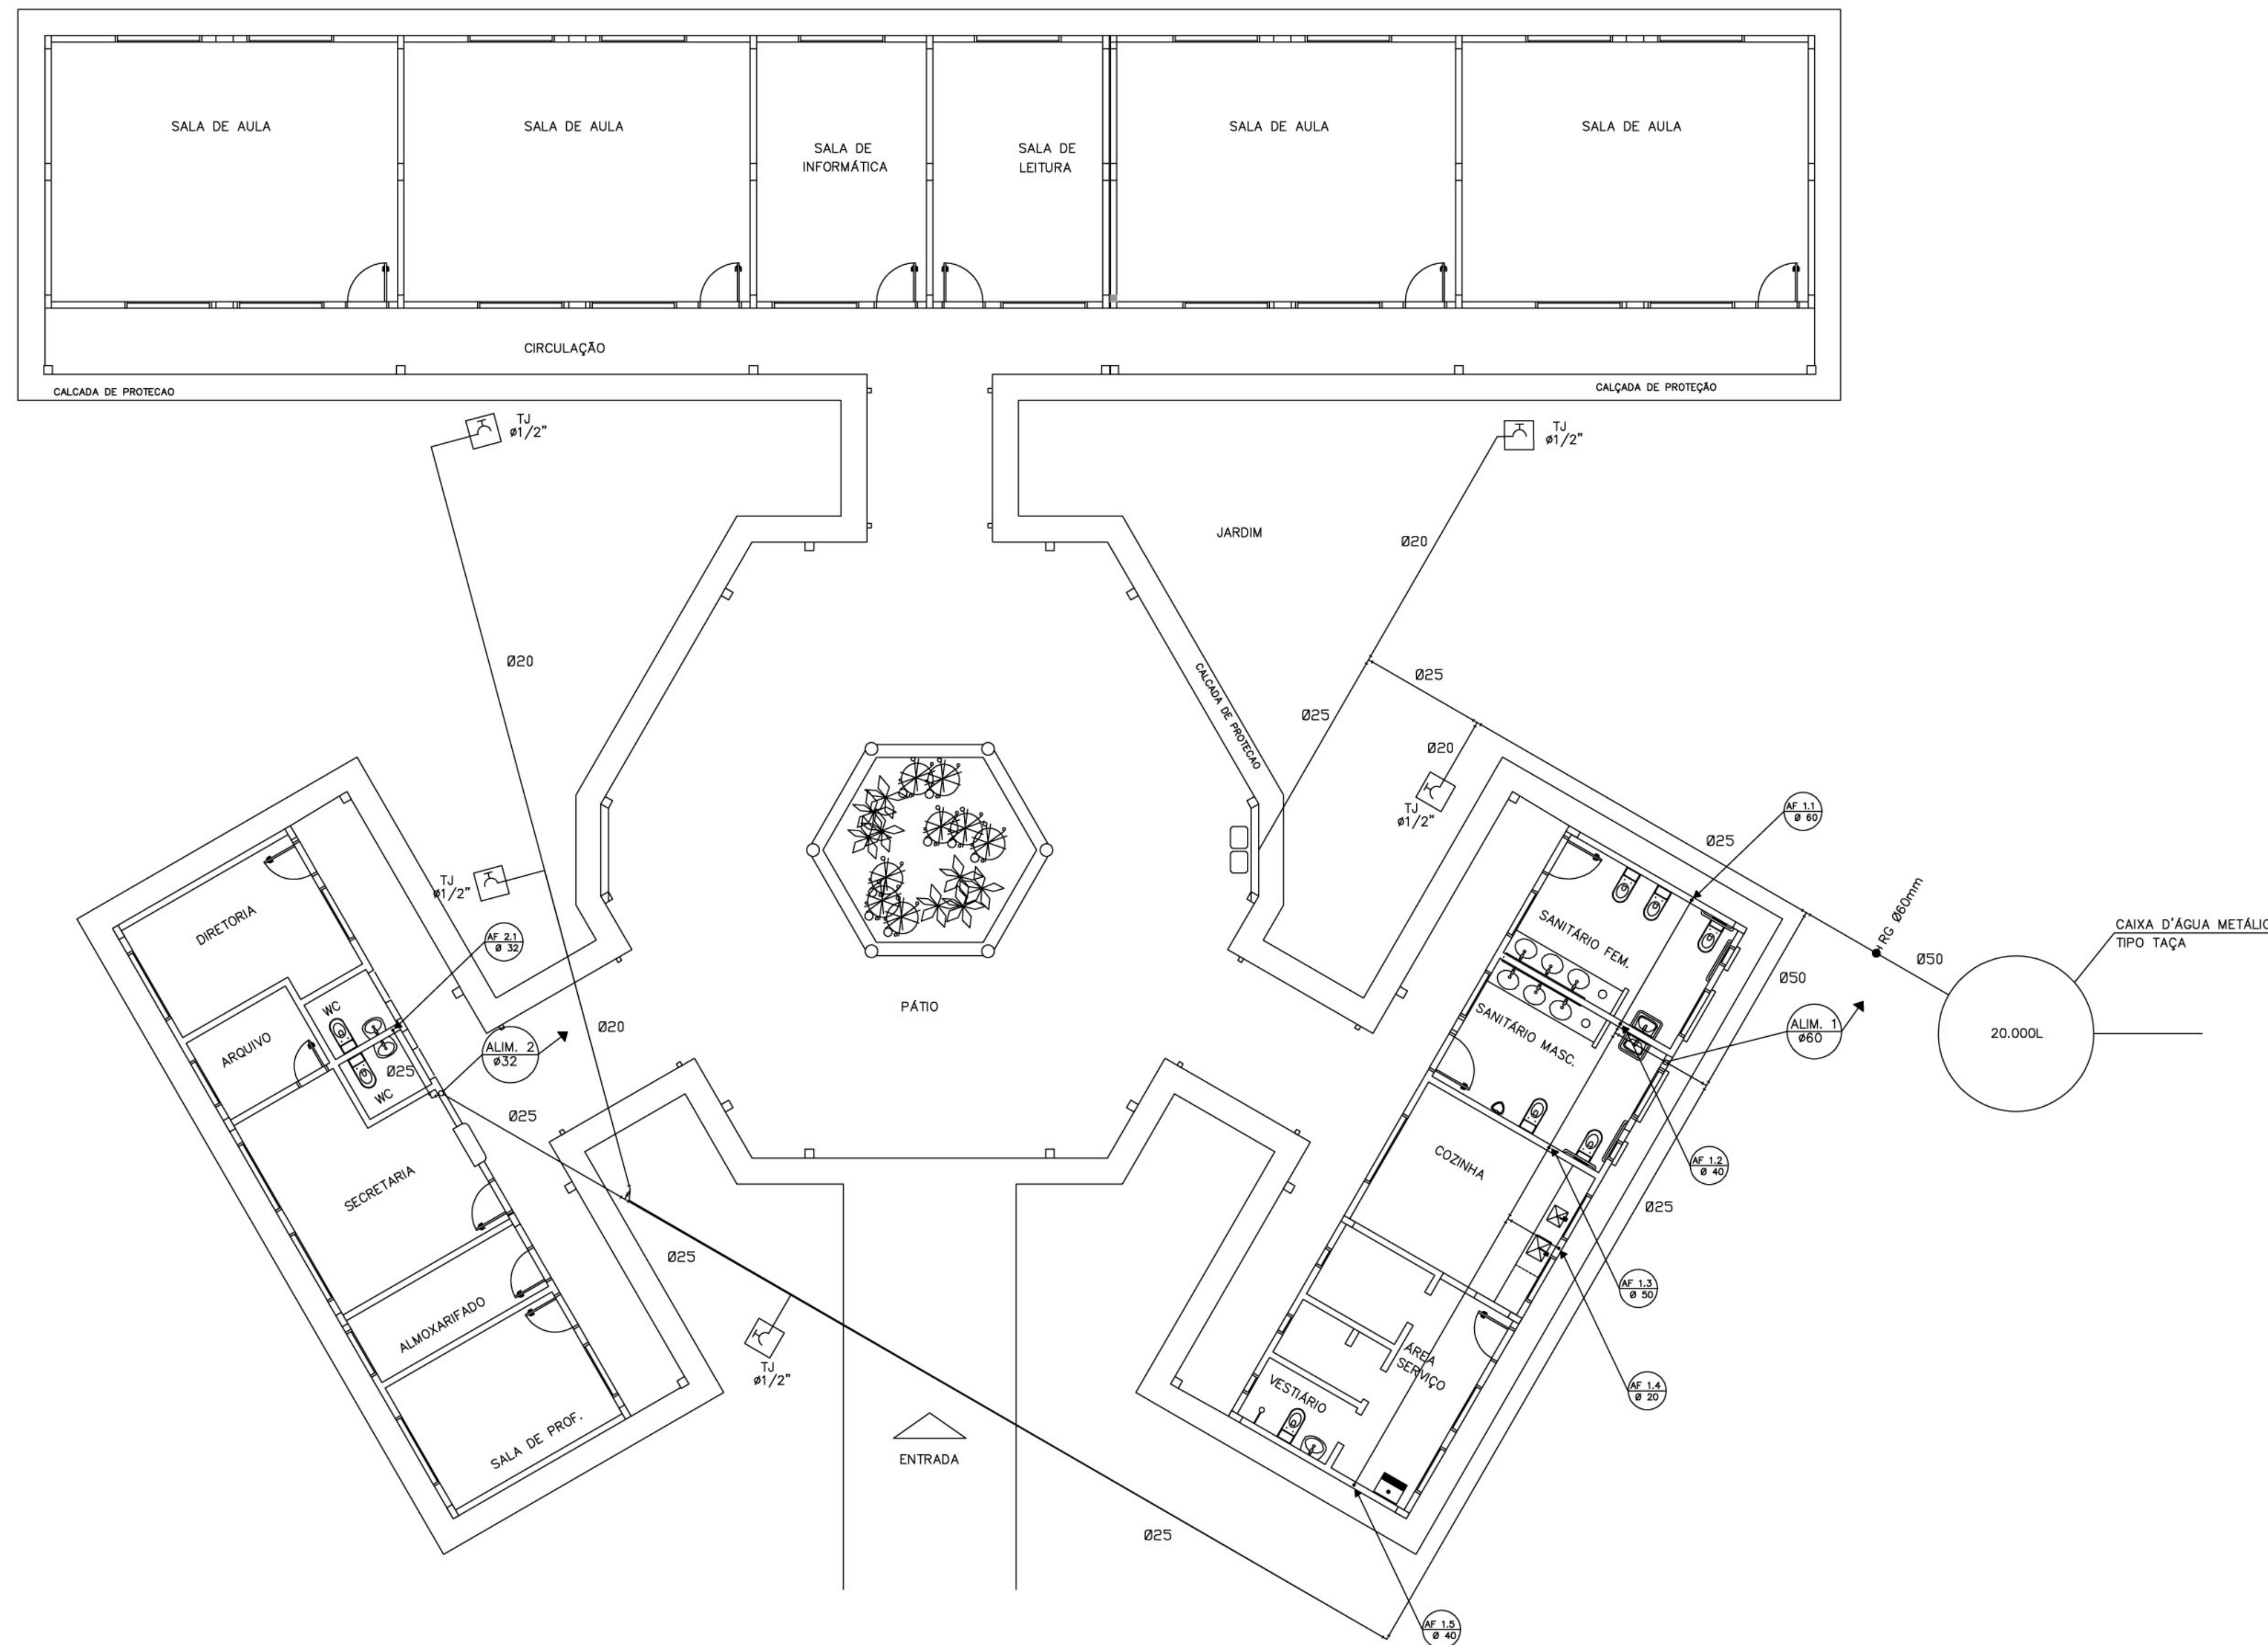 SALA DE AULA
SALA DE AULA
SALA DE
INFORMÁTICA
SALA DE
LEITURA
SALA DE AULA
SALA DE AULA
CIRCULAÇÃO
CALCADA DE PROTECAO
CALÇADA DE PROTEÇÃO
TJ
ø1/2"
TJ
ø1/2"
JARDIM
Ø20
Ø20
CALCADA DE PROTECAO
Ø25
Ø25
Ø20
TJ
ø1/2"
AF 1.1
Ø 60
Ø25
TJ
ø1/2"
RG Ø60mm
CAIXA D'ÁGUA METÁLIC
TIPO TAÇA
Ø50
Ø50
20.000L
ALIM. 1
ø60
DIRETORIA
AF 2.1
Ø 32
SANITÁRIO FEM.
PÁTIO
WC
ARQUIVO
Ø20
ALIM. 2
ø32
SANITÁRIO MASC.
Ø25
WC
Ø25
COZINHA
AF 1.2
Ø 40
SECRETARIA
Ø25
Ø25
AF 1.3
Ø 50
ALMOXARIFADO
TJ
ø1/2"
ÁREA
SERVIÇO
VESTIÁRIO
AF 1.4
Ø 20
SALA DE PROF.
ENTRADA
Ø25
AF 1.5
Ø 40